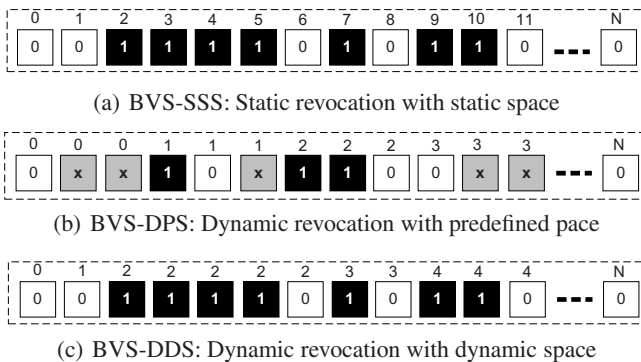 0 1 2 3 4 5 6 7 8 9 10 11 N
0 0 1 1 1 1 0 1 0 1 1 0 0
(a) BVS-SSS: Static revocation with static space
0 0 0 1 1 1 2 2 2 3 3 3 N
0 x x 1 0 x 1 1 0 0 x x 0
(b) BVS-DPS: Dynamic revocation with predefined pace
0 1 2 2 2 2 2 3 3 4 4 4 N
0 0 1 1 1 1 0 1 0 1 1 0 0
(c) BVS-DDS: Dynamic revocation with dynamic space